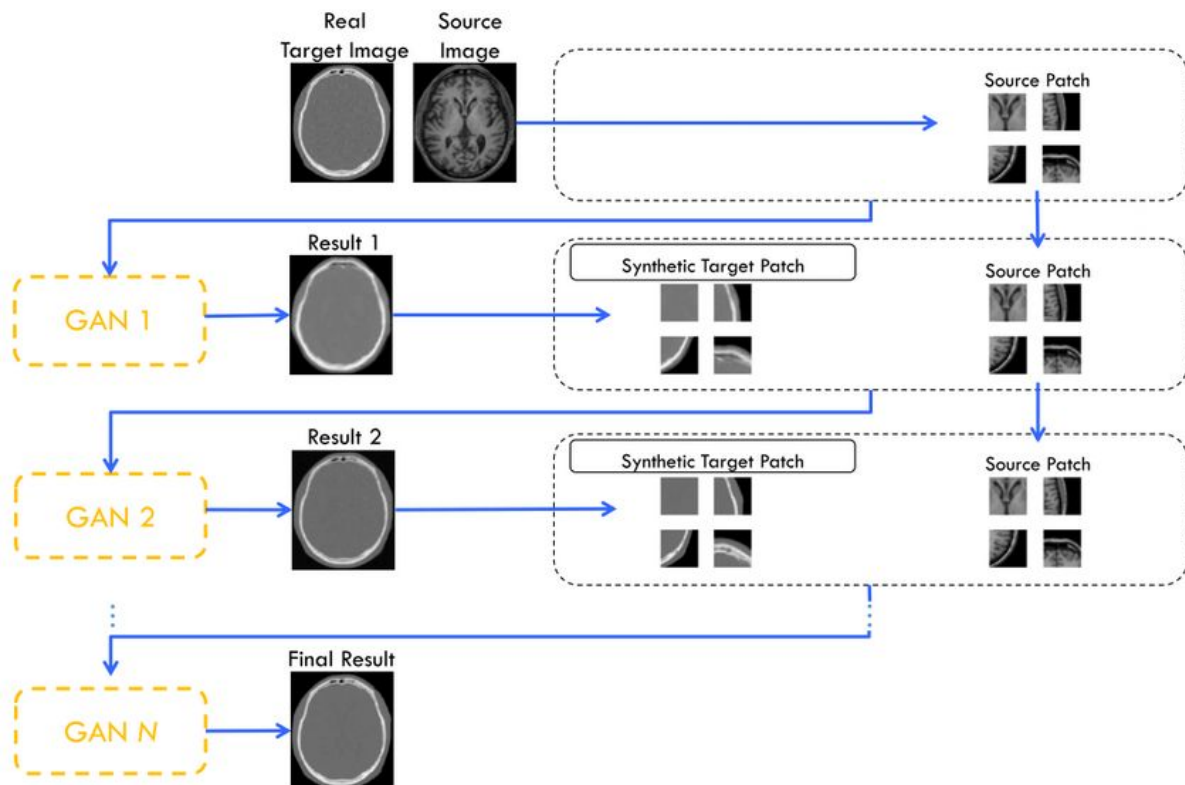 Real
Target Image
Source
Image
Source Patch
Result 1
Synthetic Target Patch
Source Patch
GAN 1
Result 2
Synthetic Target Patch
Source Patch
GAN 2
Final Result
GAN N